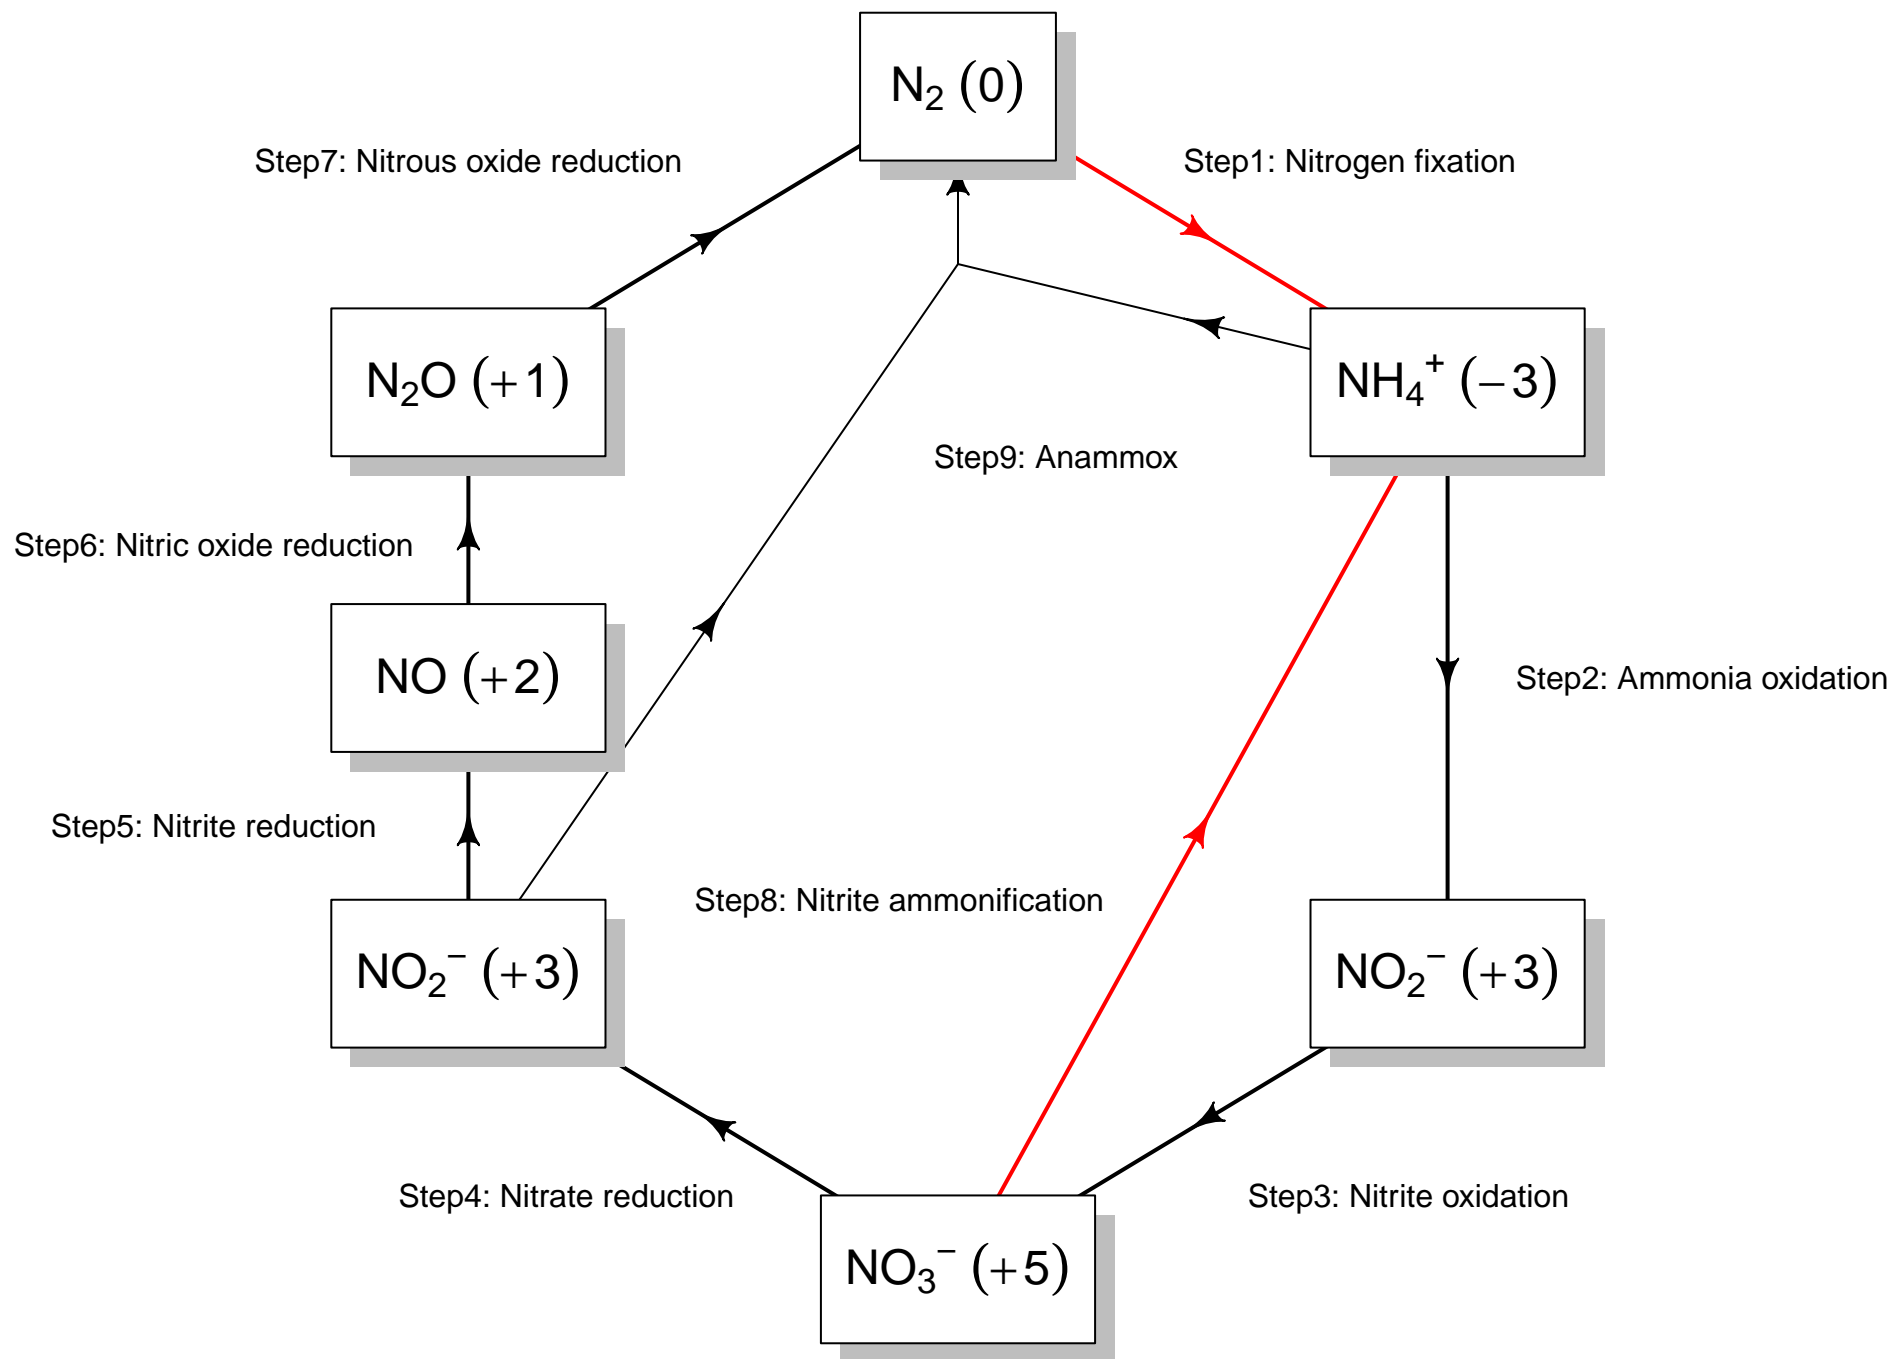 N₂ (0)
Step7: Nitrous oxide reduction
Step1: Nitrogen fixation
N₂O (+1)
NH₄⁺ (−3)
Step9: Anammox
Step6: Nitric oxide reduction
NO (+2)
Step2: Ammonia oxidation
Step5: Nitrite reduction
Step8: Nitrite ammonification
NO₂⁻ (+3)
NO₂⁻ (+3)
Step4: Nitrate reduction
Step3: Nitrite oxidation
NO₃⁻ (+5)